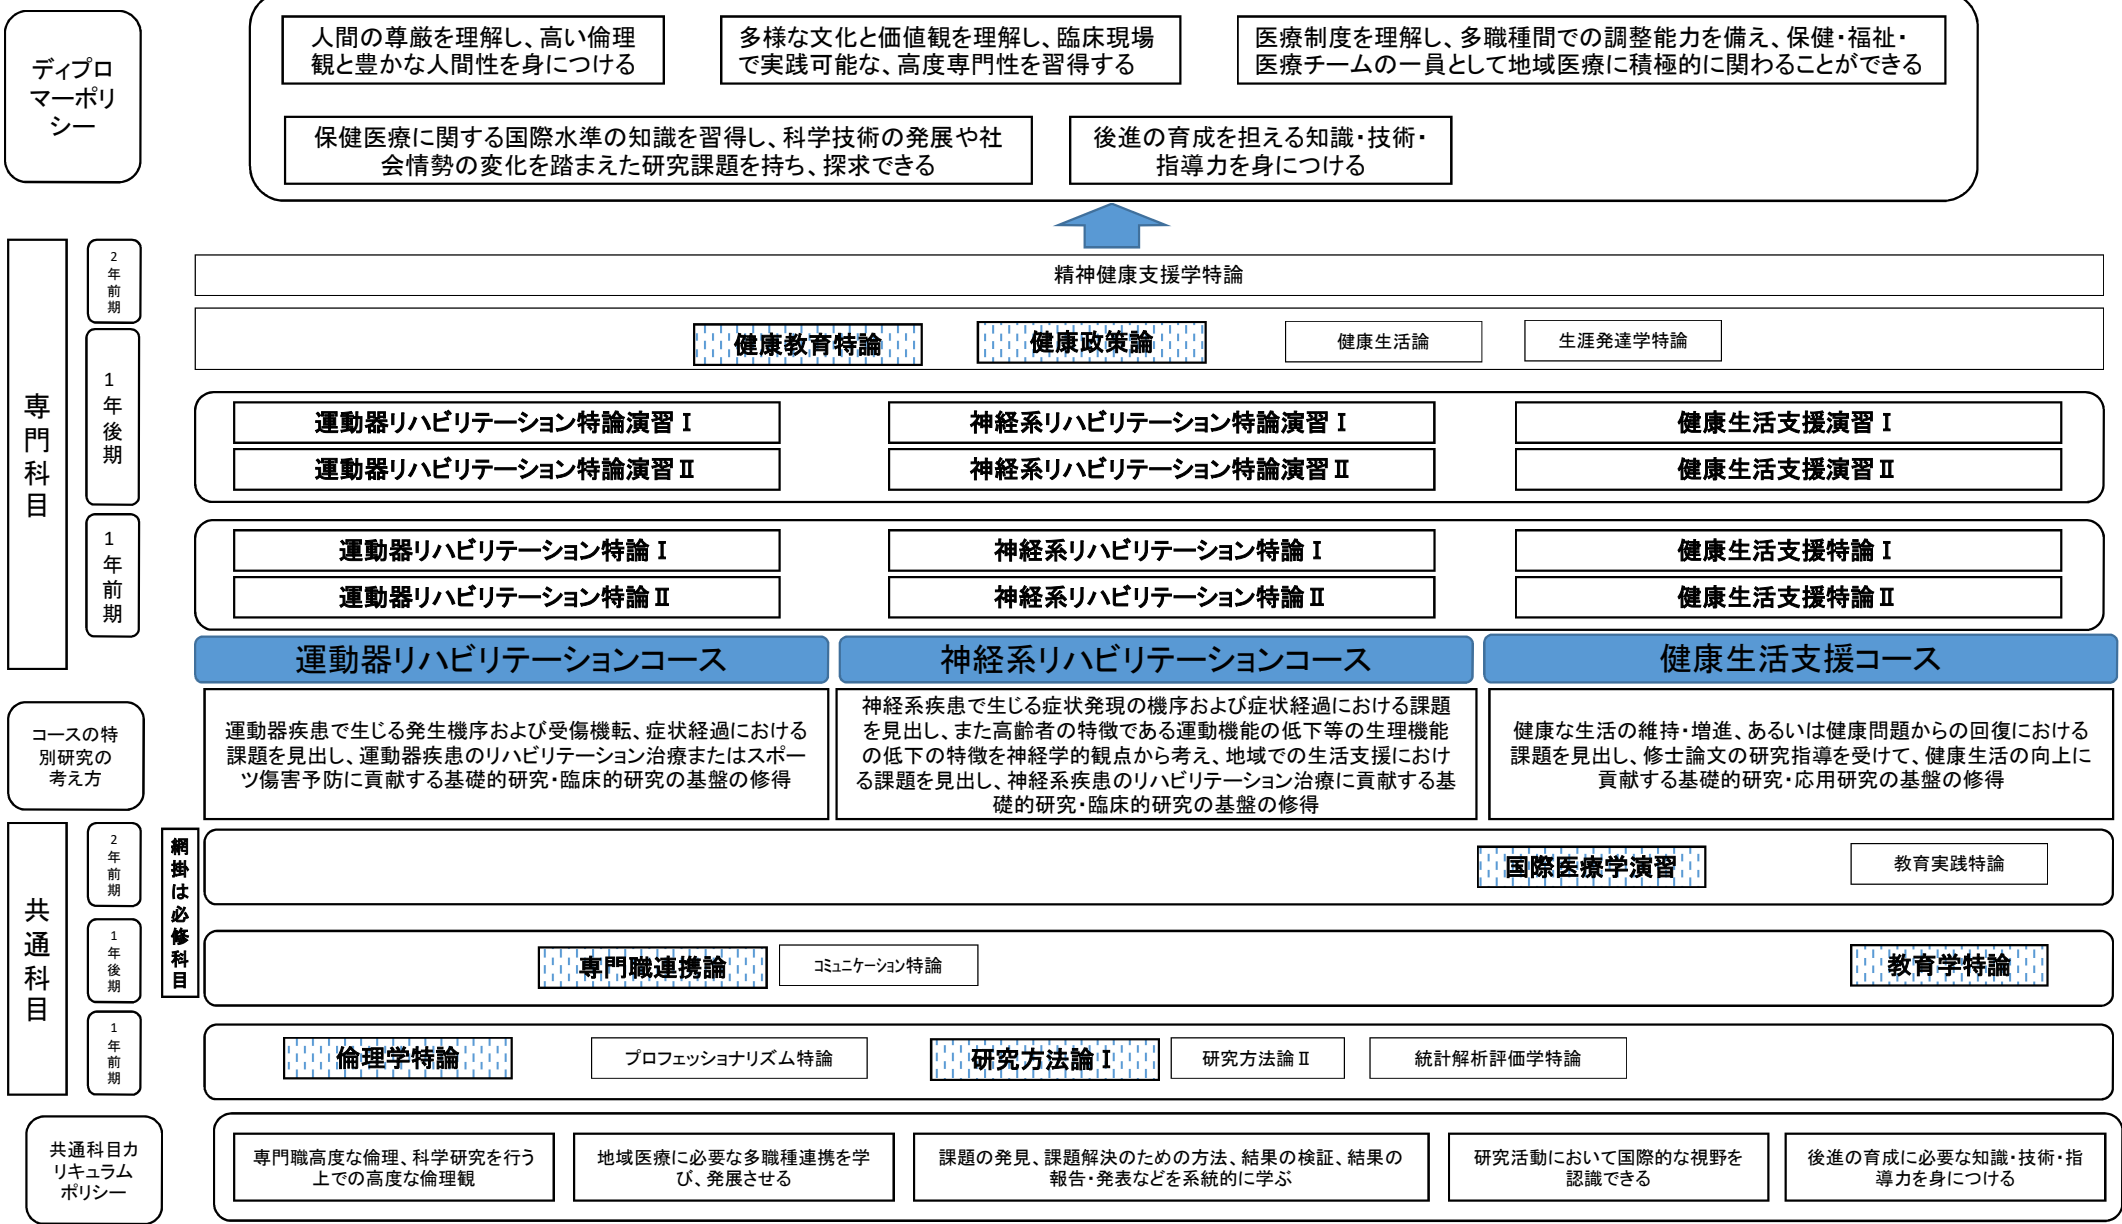 ディプロ
マーポリ
シー
人間の尊厳を理解し、高い倫理
観と豊かな人間性を身につける
多様な文化と価値観を理解し、臨床現場
で実践可能な、高度専門性を習得する
医療制度を理解し、多職種間での調整能力を備え、保健・福祉・
医療チームの一員として地域医療に積極的に関わることができる
保健医療に関する国際水準の知識を習得し、科学技術の発展や社
会情勢の変化を踏まえた研究課題を持ち、探求できる
後進の育成を担える知識・技術・
指導力を身につける
専門科目
2年前期
精神健康支援学特論
1年後期
健康教育特論
健康政策論
健康生活論
生涯発達学特論
運動器リハビリテーション特論演習Ⅰ
神経系リハビリテーション特論演習Ⅰ
健康生活支援演習Ⅰ
運動器リハビリテーション特論演習Ⅱ
神経系リハビリテーション特論演習Ⅱ
健康生活支援演習Ⅱ
1年前期
運動器リハビリテーション特論Ⅰ
神経系リハビリテーション特論Ⅰ
健康生活支援特論Ⅰ
運動器リハビリテーション特論Ⅱ
神経系リハビリテーション特論Ⅱ
健康生活支援特論Ⅱ
運動器リハビリテーションコース
神経系リハビリテーションコース
健康生活支援コース
コースの特
別研究の
考え方
運動器疾患で生じる発生機序および受傷機転、症状経過における
課題を見出し、運動器疾患のリハビリテーション治療またはスポー
ツ傷害予防に貢献する基礎的研究・臨床的研究の基盤の修得
神経系疾患で生じる症状発現の機序および症状経過における課題
を見出し、また高齢者の特徴である運動機能の低下等の生理機能
の低下の特徴を神経学的観点から考え、地域での生活支援におけ
る課題を見出し、神経系疾患のリハビリテーション治療に貢献する基
礎的研究・臨床的研究の基盤の修得
健康な生活の維持・増進、あるいは健康問題からの回復における
課題を見出し、修士論文の研究指導を受けて、健康生活の向上に
貢献する基礎的研究・応用研究の基盤の修得
共通科目
2年前期
網掛は必修科目
国際医療学演習
教育実践特論
1年後期
専門職連携論
コミュニケーション特論
教育学特論
1年前期
倫理学特論
プロフェッショナリズム特論
研究方法論Ⅰ
研究方法論Ⅱ
統計解析評価学特論
共通科目カ
リキュラム
ポリシー
専門職高度な倫理、科学研究を行う
上での高度な倫理観
地域医療に必要な多職種連携を学
び、発展させる
課題の発見、課題解決のための方法、結果の検証、結果の
報告・発表などを系統的に学ぶ
研究活動において国際的な視野を
認識できる
後進の育成に必要な知識・技術・指
導力を身につける